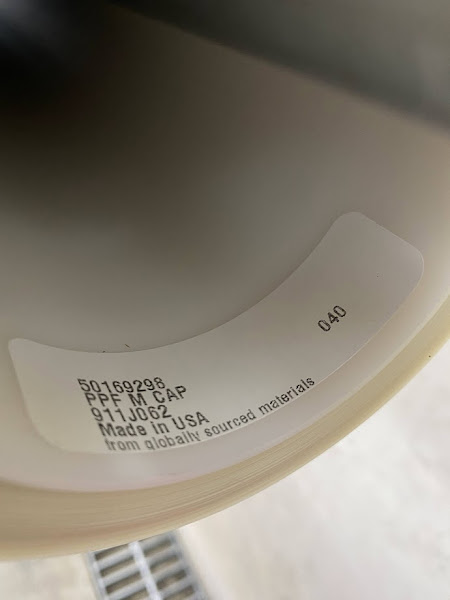 50169298
PPF M CAP
911J062
Made in USA
from globally sourced materials
040